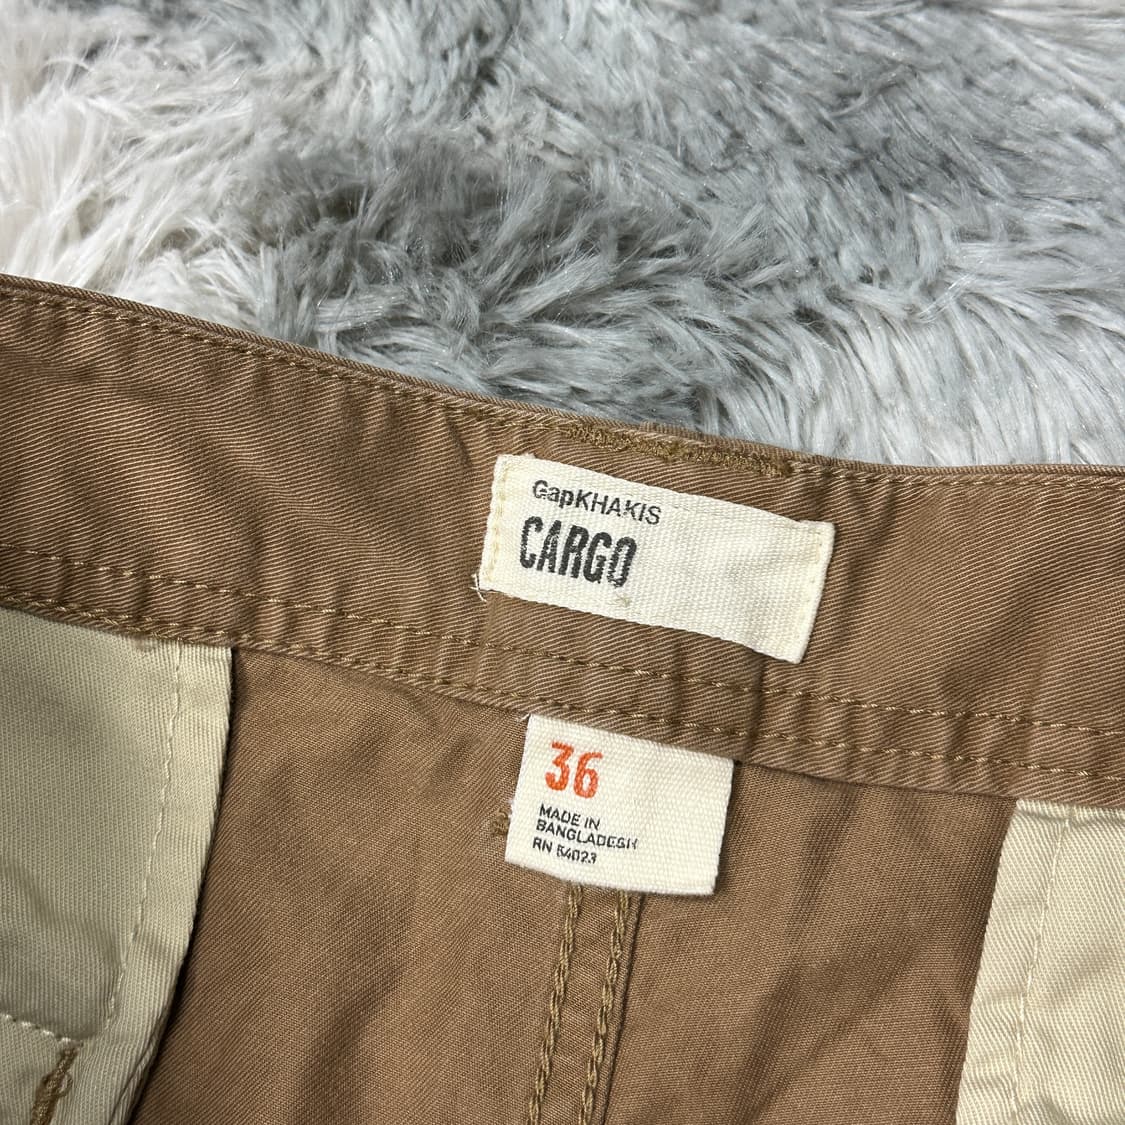 GapKHAKIS
CARGO
36
MADE IN
BANGLADESH
RN 54023